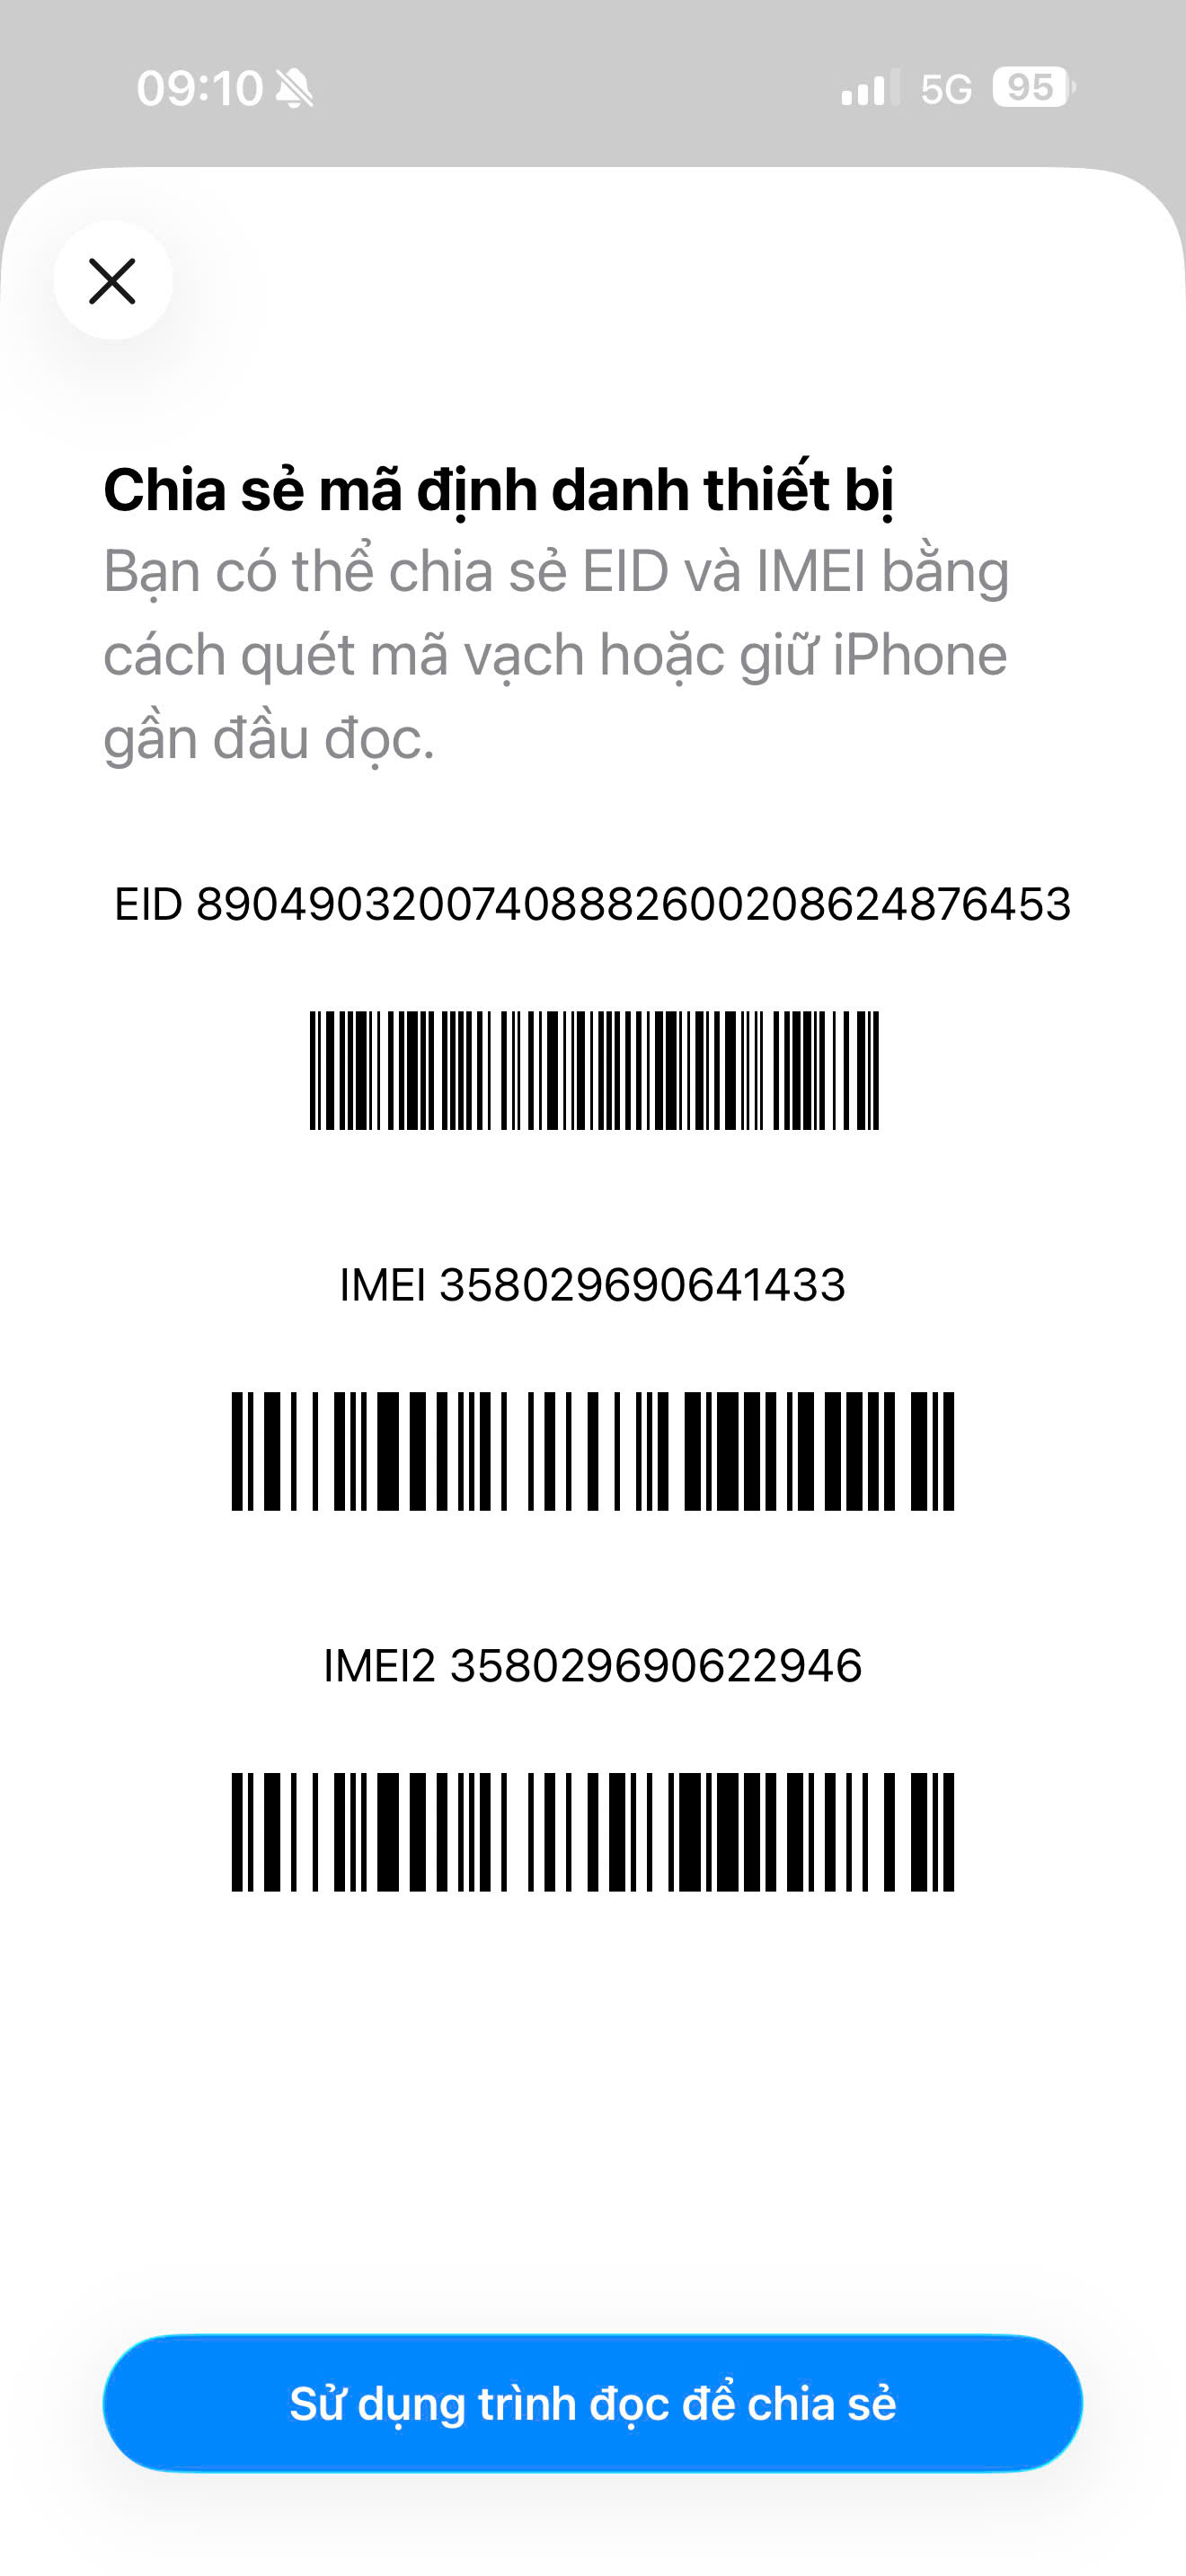 09:10
5G 95
Chia sẻ mã định danh thiết bị
Bạn có thể chia sẻ EID và IMEI bằng
cách quét mã vạch hoặc giữ iPhone
gần đầu đọc.
EID 89049032007408882600208624876453
IMEI 358029690641433
IMEI2 358029690622946
Sử dụng trình đọc để chia sẻ